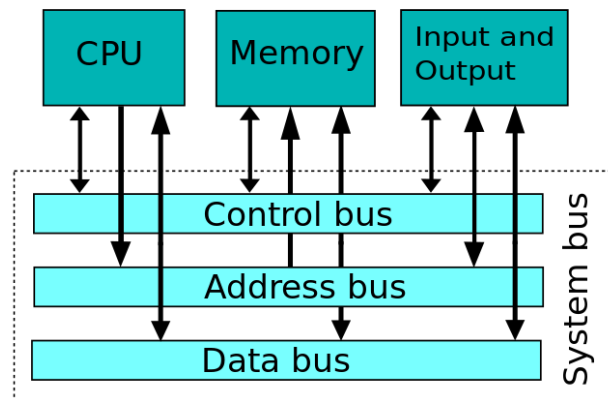 CPU
Memory
Input and
Output
Control bus
Address bus
Data bus
System bus